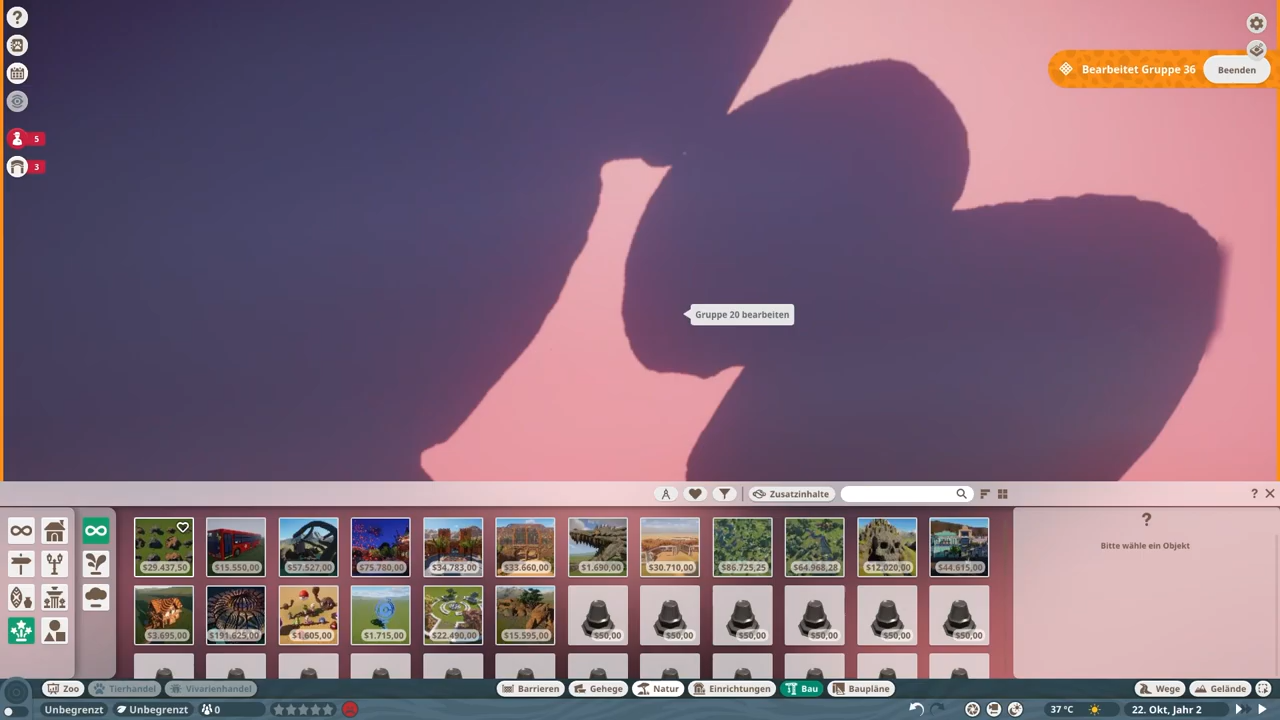 Bearbeitet Gruppe 36
Beenden
5
3
Gruppe 20 bearbeiten
Zusatzinhalte
?
?
Bitte wähle ein Objekt
$29.437,50
$15.550,00
$57.527,00
$75.780,00
$34.783,00
$33.660,00
$1.690,00
$30.710,00
$86.725,25
$64.968,28
$12.020,00
$44.615,00
$3.695,00
$191.625,00
$1.605,00
$1.715,00
$22.490,00
$15.595,00
$50,00
$50,00
$50,00
$50,00
$50,00
$50,00
Zoo
Tierhandel
Vivarienhandel
Barrieren
Gehege
Natur
Einrichtungen
Bau
Baupläne
Wege
Gelände
Unbegrenzt
Unbegrenzt
0
37 °C
22. Okt, Jahr 2